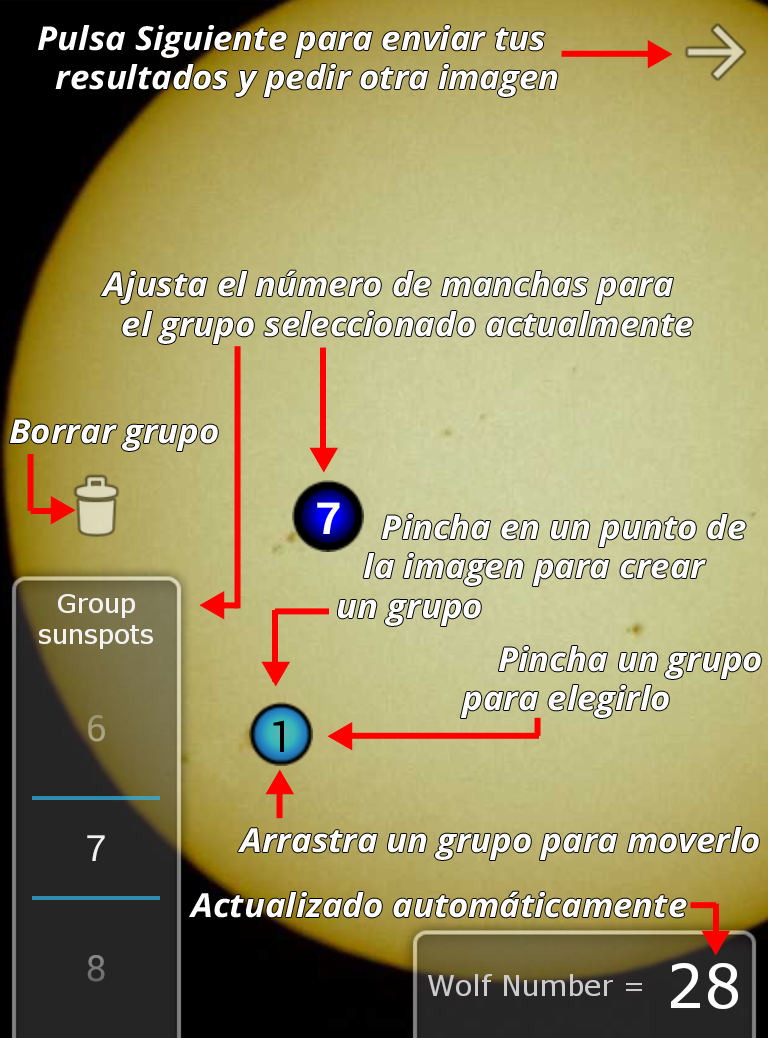 Pulsa Siguiente para enviar tus
resultados y pedir otra imagen
Ajusta el número de manchas para
el grupo seleccionado actualmente
Borrar grupo
7
Pincha en un punto de
la imagen para crear
un grupo
Group
sunspots
Pincha un grupo
para elegirlo
6
1
7
Arrastra un grupo para moverlo
Actualizado automáticamente
8
Wolf Number = 28